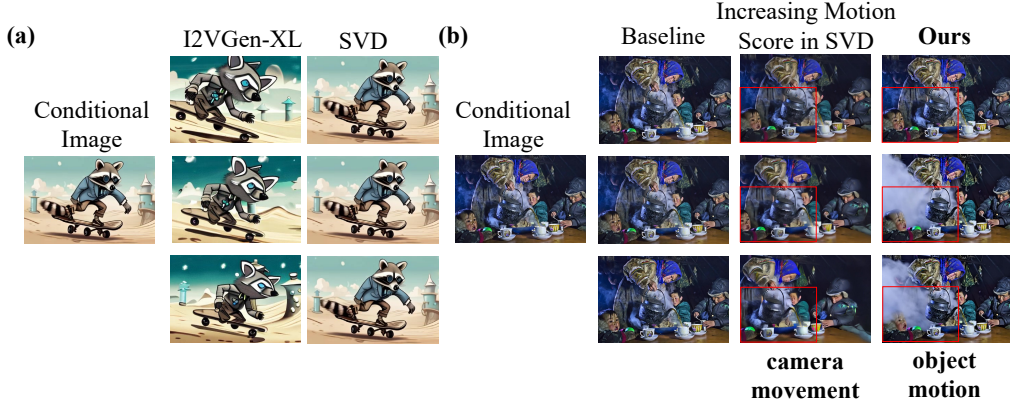 (a)
I2VGen-XL
SVD
Conditional
Image
(b)
Baseline
Increasing Motion
Score in SVD
Ours
Conditional
Image
camera
movement
object
motion